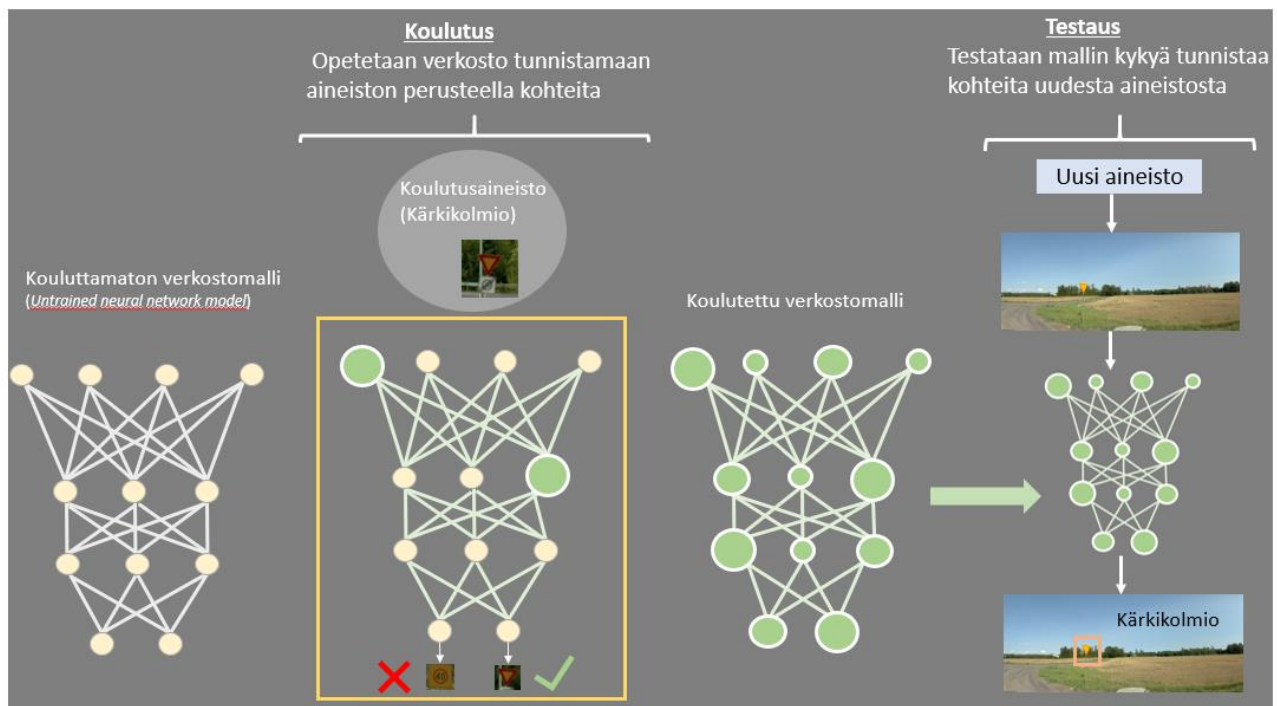 Koulutus
Opetetaan verkosto tunnistamaan
aineiston perusteella kohteita
Testaus
Testataan mallin kykyä tunnistaa
kohteita uudesta aineistosta
Koulutusaineisto
(Kärkikolmio)
Uusi aineisto
Kouluttamaton verkostomalli
(Untrained neural network model)
Koulutettu verkostomalli
Kärkikolmio